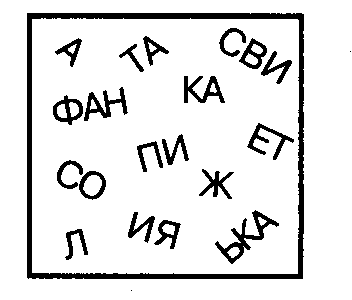 А ТА СВИ
ФАН КА
ПИ ЕТ
СО Ж
Л ИЯ ЬКА